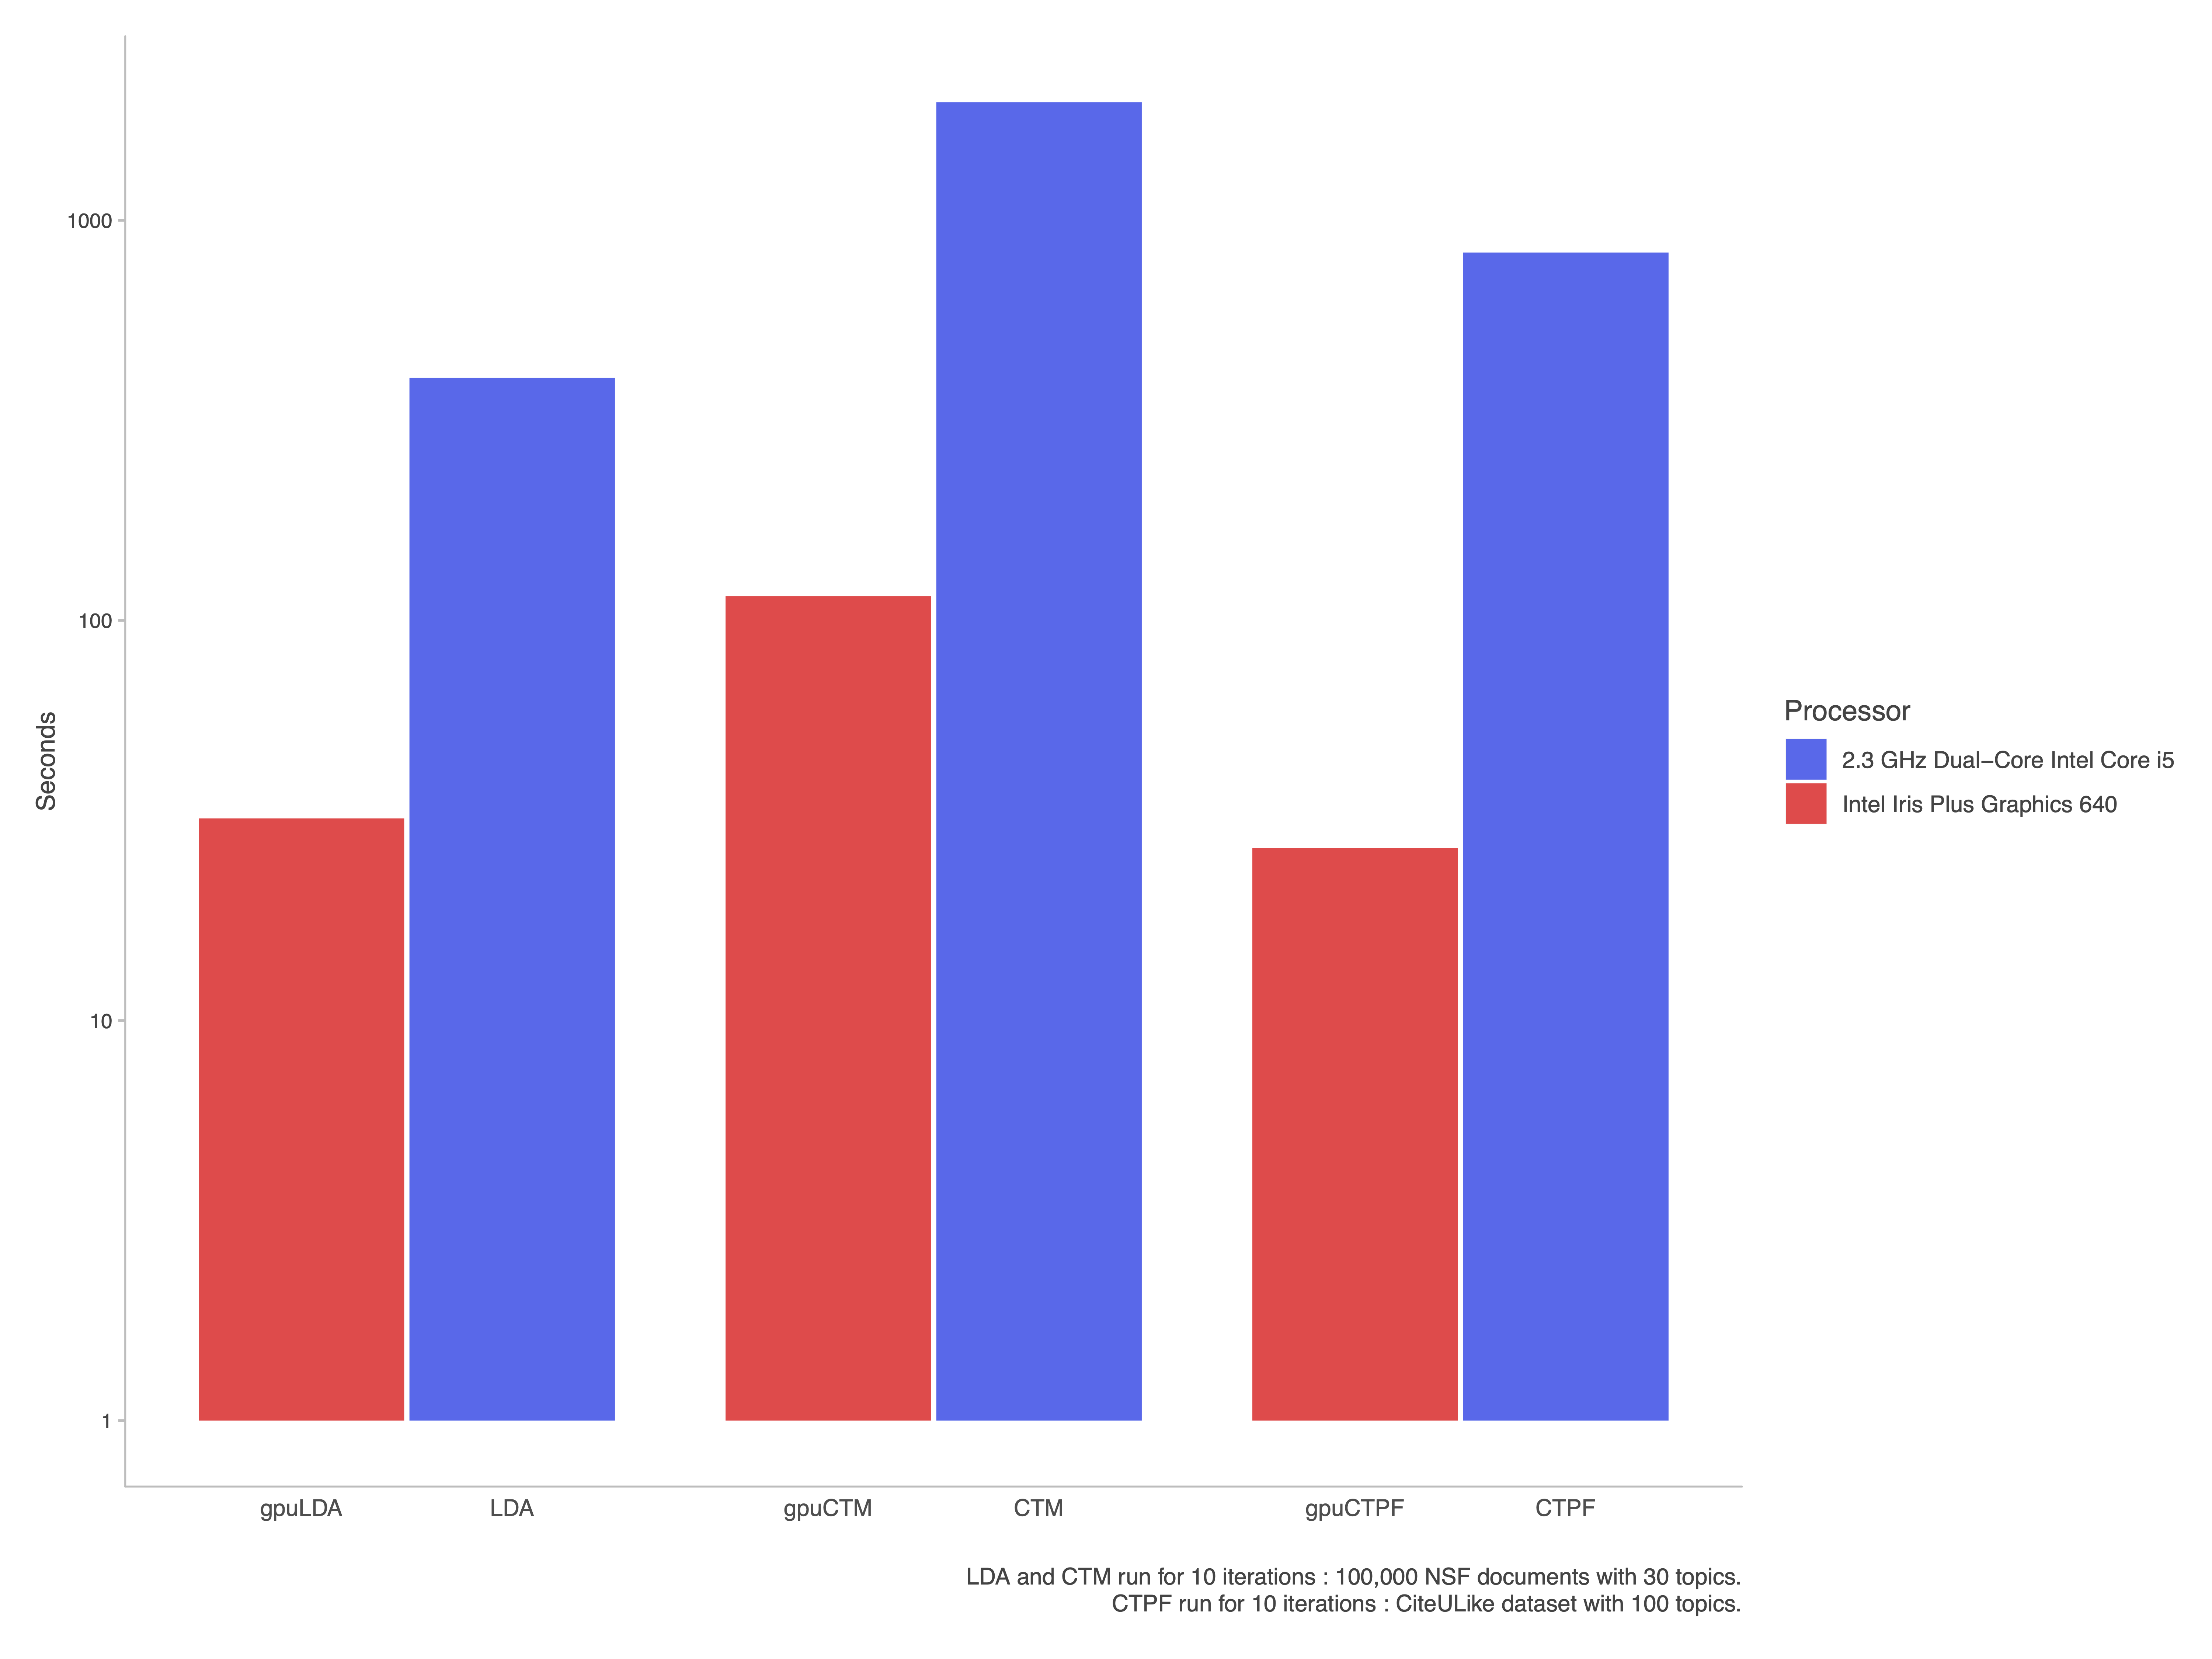 Seconds
1000
100
10
1
gpuLDA
LDA
gpuCTM
CTM
gpuCTPF
CTPF
Processor
2.3 GHz Dual−Core Intel Core i5
Intel Iris Plus Graphics 640
LDA and CTM run for 10 iterations : 100,000 NSF documents with 30 topics.
CTPF run for 10 iterations : CiteULike dataset with 100 topics.